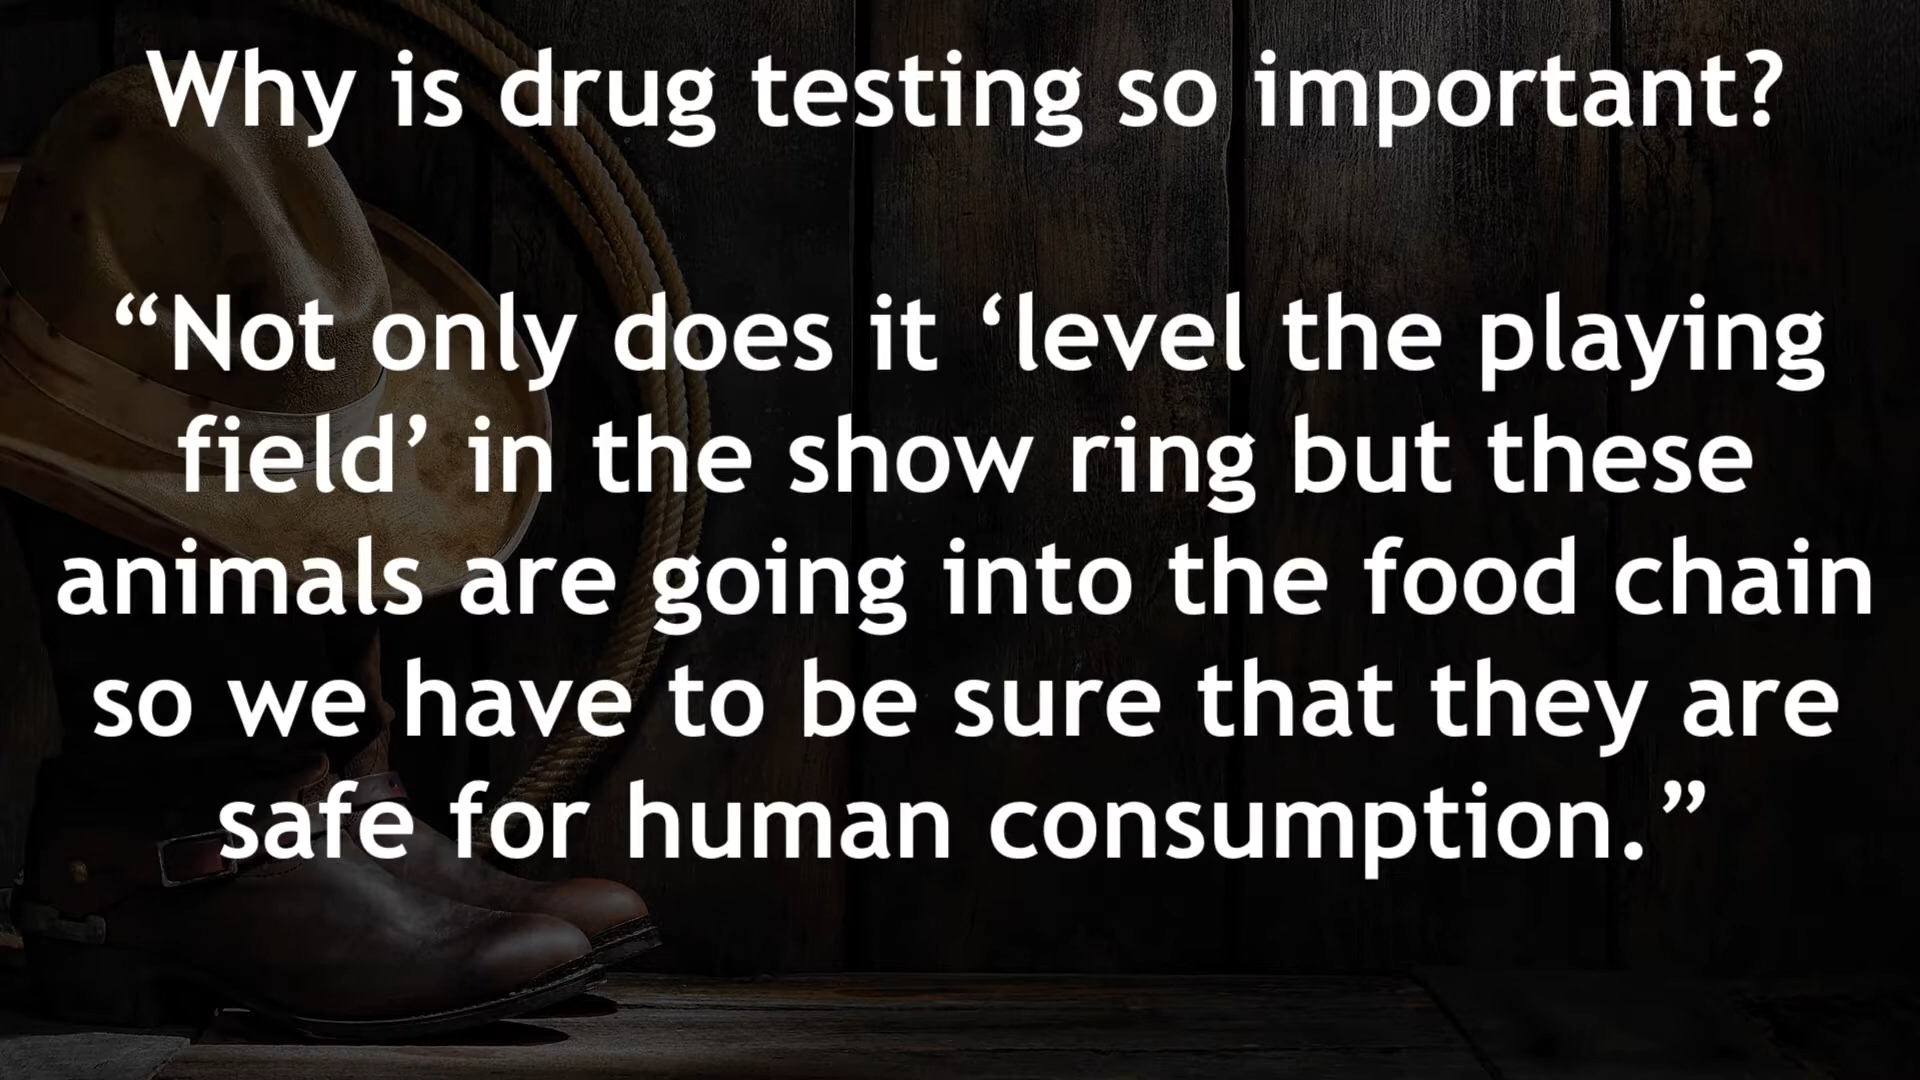 Why is drug testing so important?
“Not only does it ‘level the playing
field’ in the show ring but these
animals are going into the food chain
so we have to be sure that they are
safe for human consumption.”